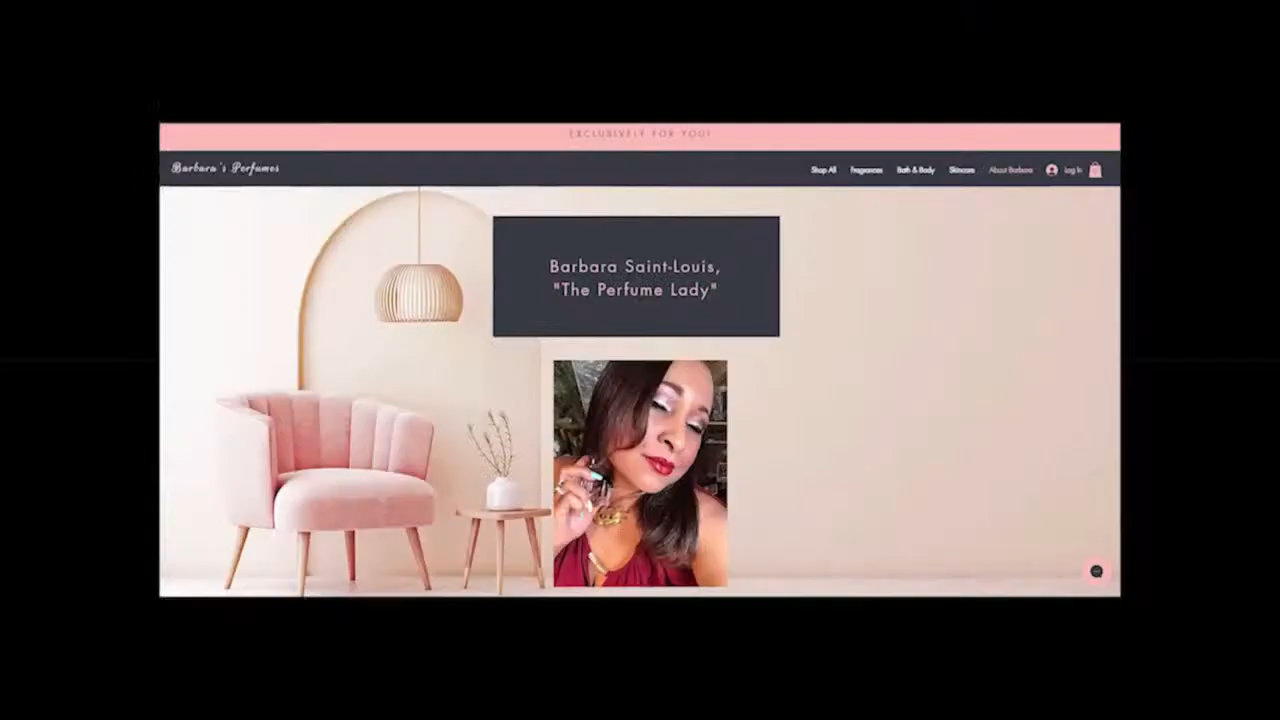 EXCLUSIVELY FOR YOU!
Barbara's Perfumes
Shop All Fragrances Bath & Body Skincare About Barbara Log In
Barbara Saint-Louis,
"The Perfume Lady"